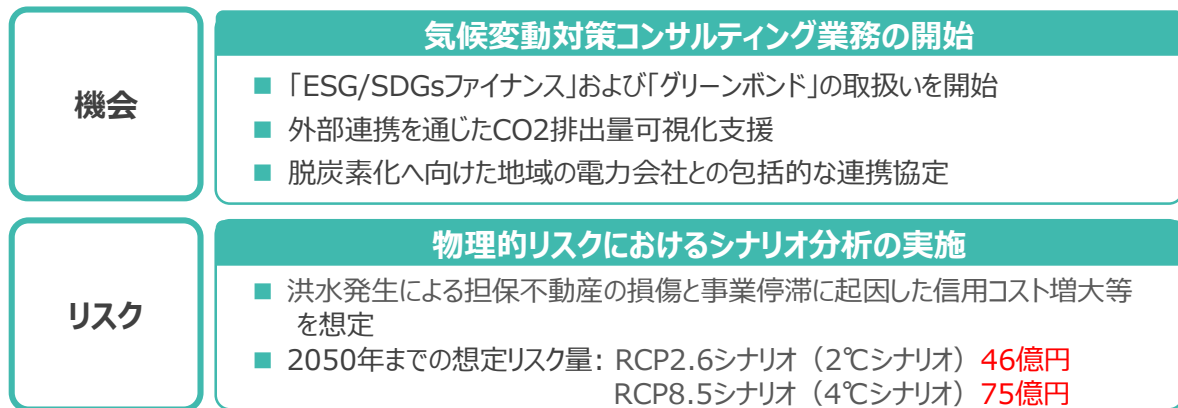 機会
気候変動対策コンサルティング業務の開始
■ 「ESG/SDGsファイナンス」および「グリーンボンド」の取扱いを開始
■ 外部連携を通じたCO2排出量可視化支援
■ 脱炭素化へ向けた地域の電力会社との包括的な連携協定
リスク
物理的リスクにおけるシナリオ分析の実施
■ 洪水発生による担保不動産の損傷と事業停滞に起因した信用コスト増大等
を想定
■ 2050年までの想定リスク量: RCP2.6シナリオ（2℃シナリオ）46億円
RCP8.5シナリオ（4℃シナリオ）75億円